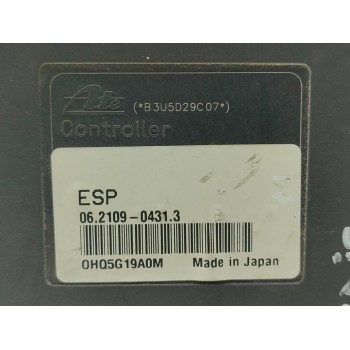 Ate
(*B3U5D29C07*)
Controller
ESP
06.2109-0431.3
0HQ5G19A0M Made in Japan